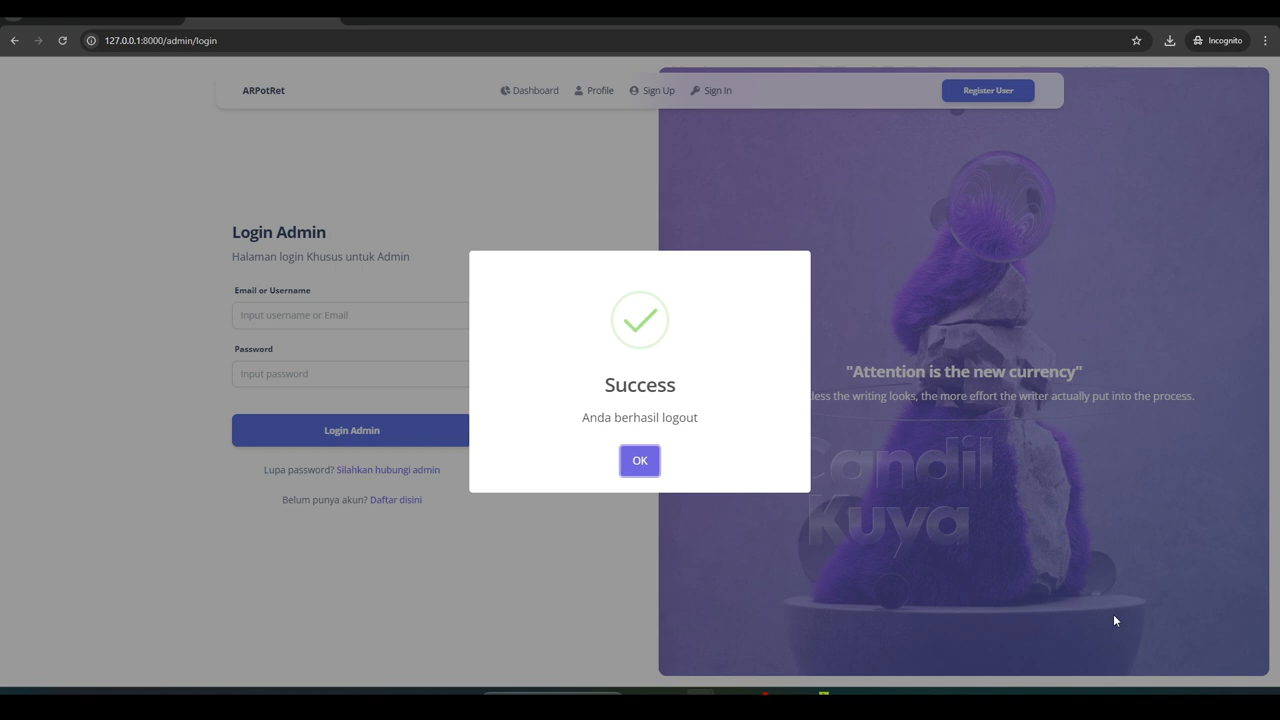 127.0.0.1:8000/admin/login
Incognito
ARPotRet
Dashboard
Profile
Sign Up
Sign In
Register User
Login Admin
Halaman login Khusus untuk Admin
Email or Username
Input username or Email
Password
Input password
Login Admin
Lupa password? Silahkan hubungi admin
Belum punya akun? Daftar disini
Success
Anda berhasil logout
OK
"Attention is the new currency"
the writing looks, the more effort the writer actually put into the process.
Candil
Kuya